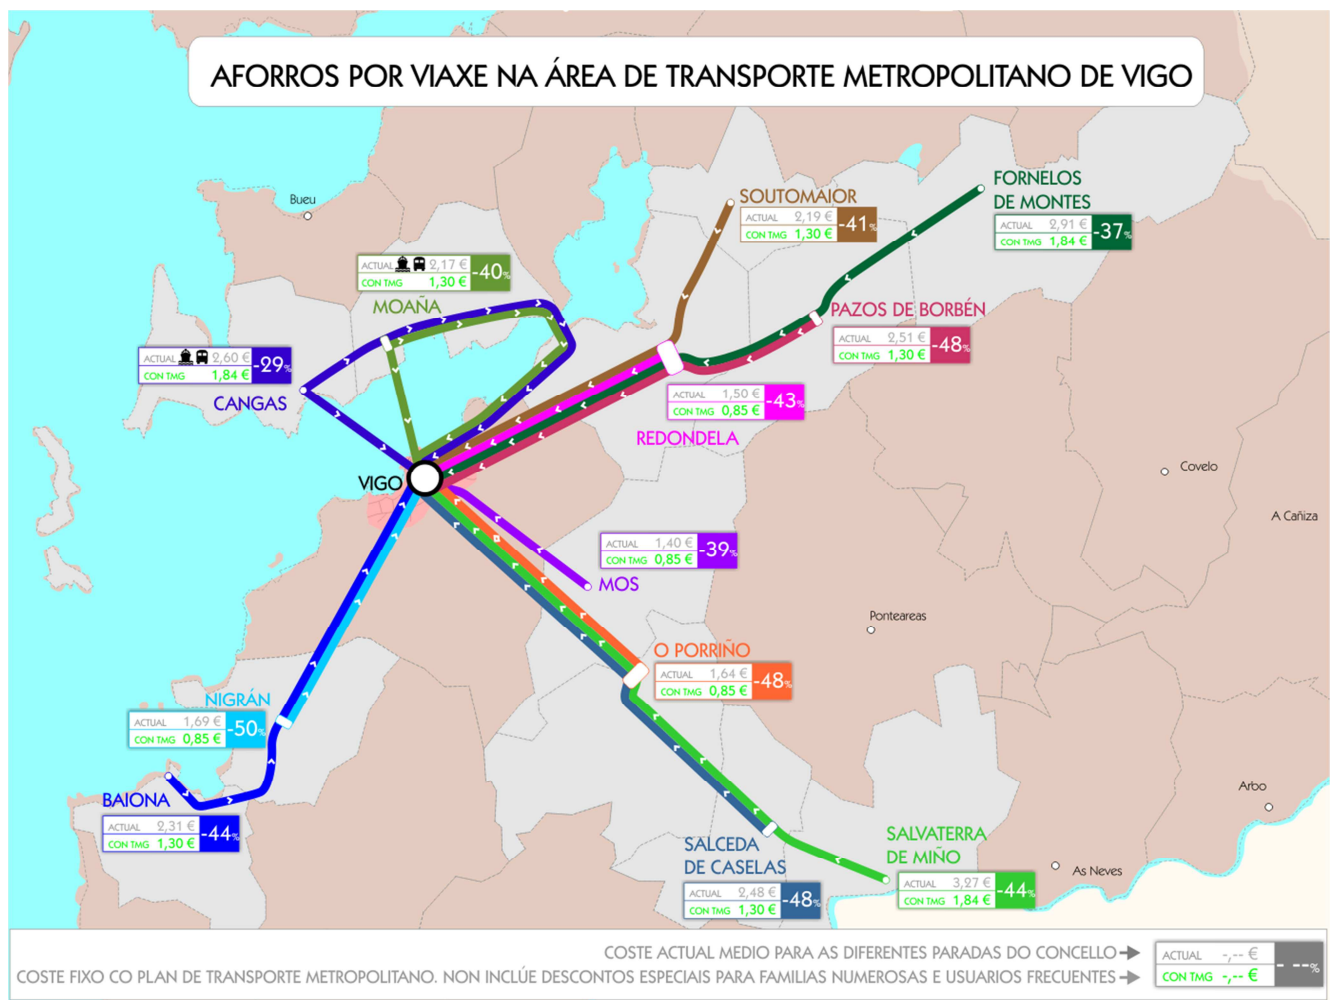 AFORROS POR VIAXE NA ÁREA DE TRANSPORTE METROPOLITANO DE VIGO
Bueu
SOUTOMAIOR
ACTUAL 2,19 €
CON TMG 1,30 €
-41%
FORNELOS
DE MONTES
ACTUAL 2,91 €
CON TMG 1,84 €
-37%
ACTUAL 2,17 €
CON TMG 1,30 €
-40%
MOAÑA
PAZOS DE BORBÉN
ACTUAL 2,51 €
CON TMG 1,30 €
-48%
ACTUAL 2,60 €
CON TMG 1,84 €
-29%
CANGAS
ACTUAL 1,50 €
CON TMG 0,85 €
-43%
REDONDELA
VIGO
Covelo
A Cañiza
ACTUAL 1,40 €
CON TMG 0,85 €
-39%
MOS
Ponteareas
O PORRIÑO
ACTUAL 1,64 €
CON TMG 0,85 €
-48%
NIGRÁN
ACTUAL 1,69 €
CON TMG 0,85 €
-50%
BAIONA
ACTUAL 2,31 €
CON TMG 1,30 €
-44%
Arbo
SALCEDA
DE CASELAS
ACTUAL 2,48 €
CON TMG 1,30 €
-48%
SALVATERRA
DE MIÑO
ACTUAL 3,27 €
CON TMG 1,84 €
-44%
As Neves
COSTE ACTUAL MEDIO PARA AS DIFERENTES PARADAS DO CONCELLO
COSTE FIXO CO PLAN DE TRANSPORTE METROPOLITANO. NON INCLÚE DESCONTOS ESPECIAIS PARA FAMILIAS NUMEROSAS E USUARIOS FRECUENTES
ACTUAL -,-- €
CON TMG -,-- €
- --%